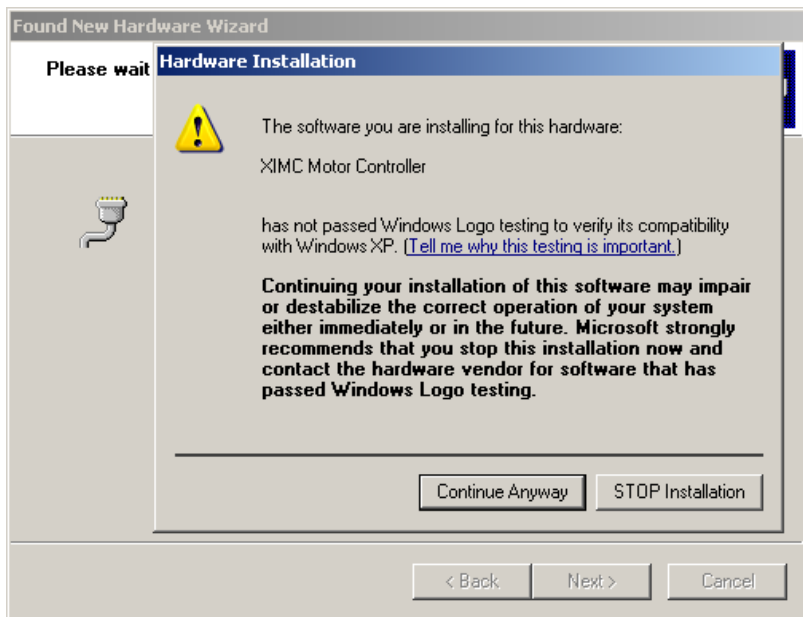 Found New Hardware Wizard
Please wait
Hardware Installation
The software you are installing for this hardware:
XIMC Motor Controller
has not passed Windows Logo testing to verify its compatibility
with Windows XP. (Tell me why this testing is important.)
Continuing your installation of this software may impair
or destabilize the correct operation of your system
either immediately or in the future. Microsoft strongly
recommends that you stop this installation now and
contact the hardware vendor for software that has
passed Windows Logo testing.
Continue Anyway
STOP Installation
< Back
Next >
Cancel